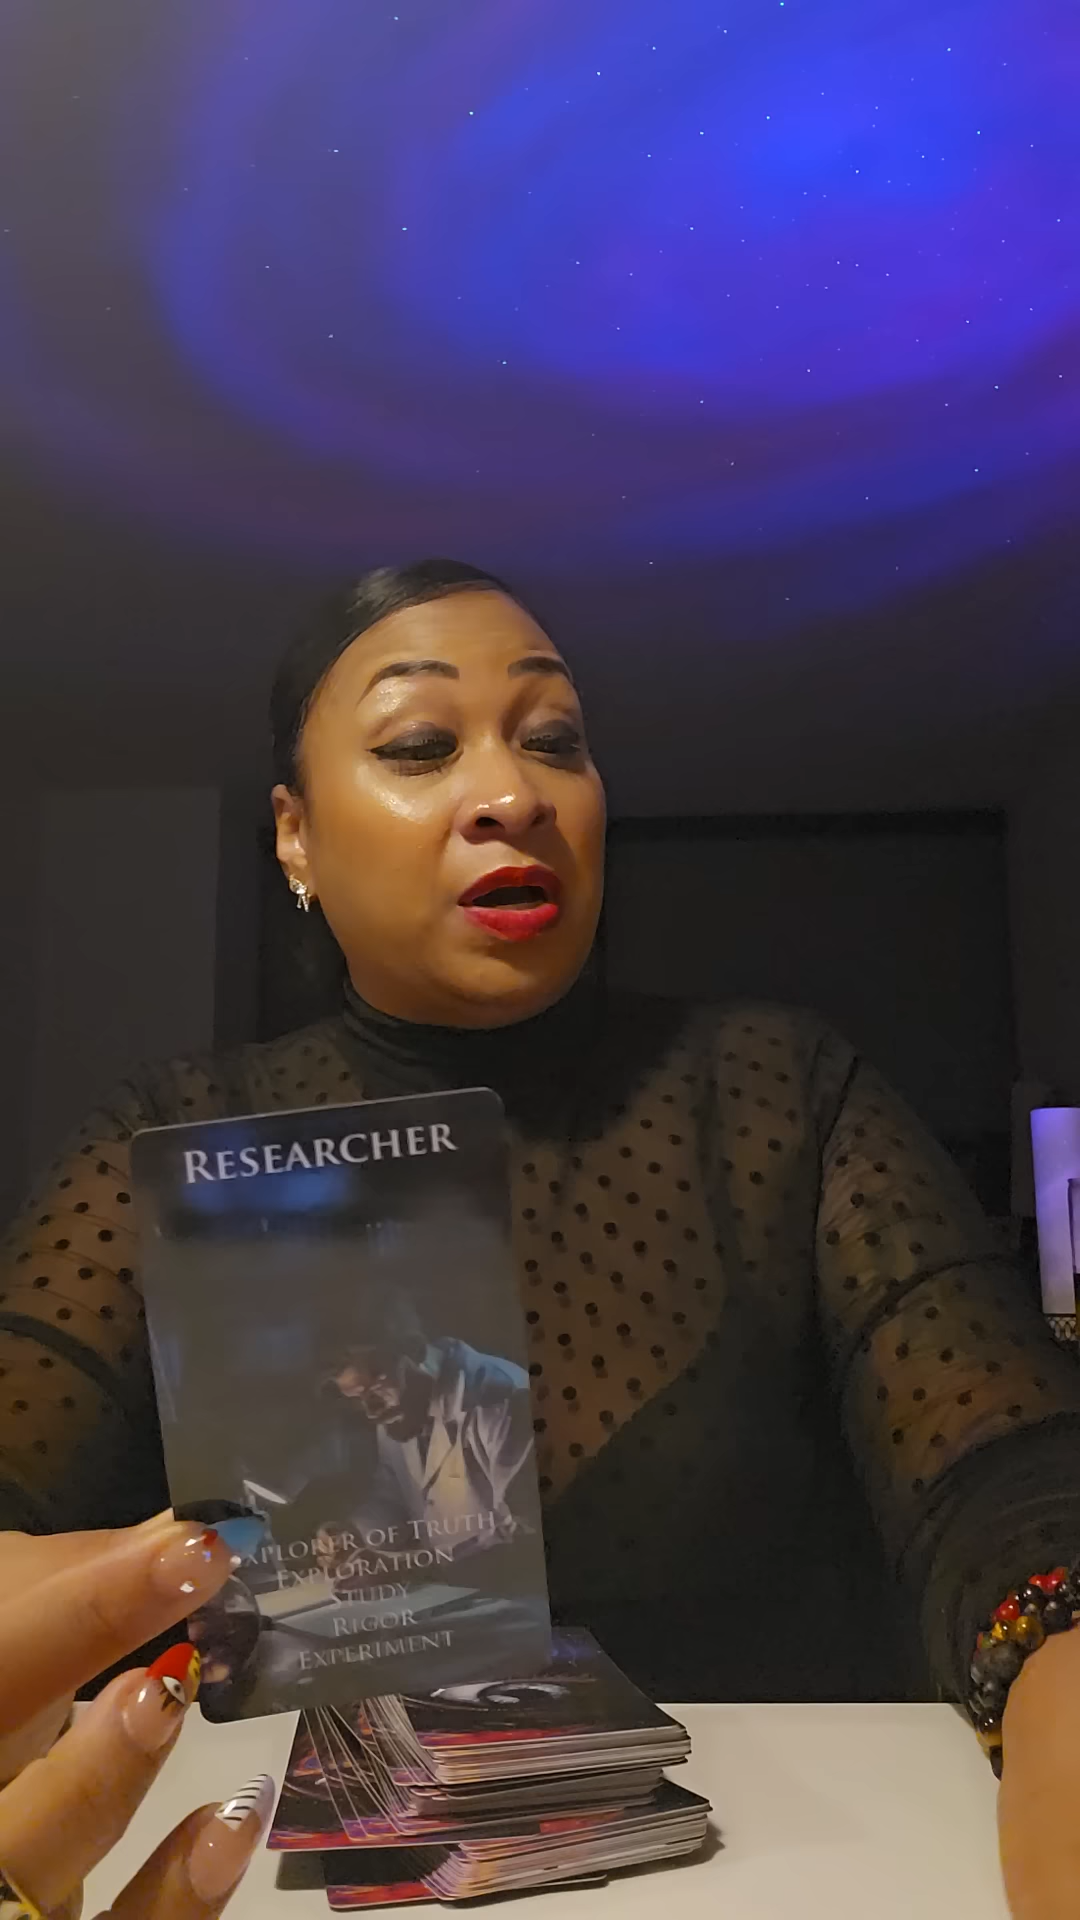 RESEARCHER
EXPLORER OF TRUTH
EXPLORATION
STUDY
RIGOR
EXPERIMENT